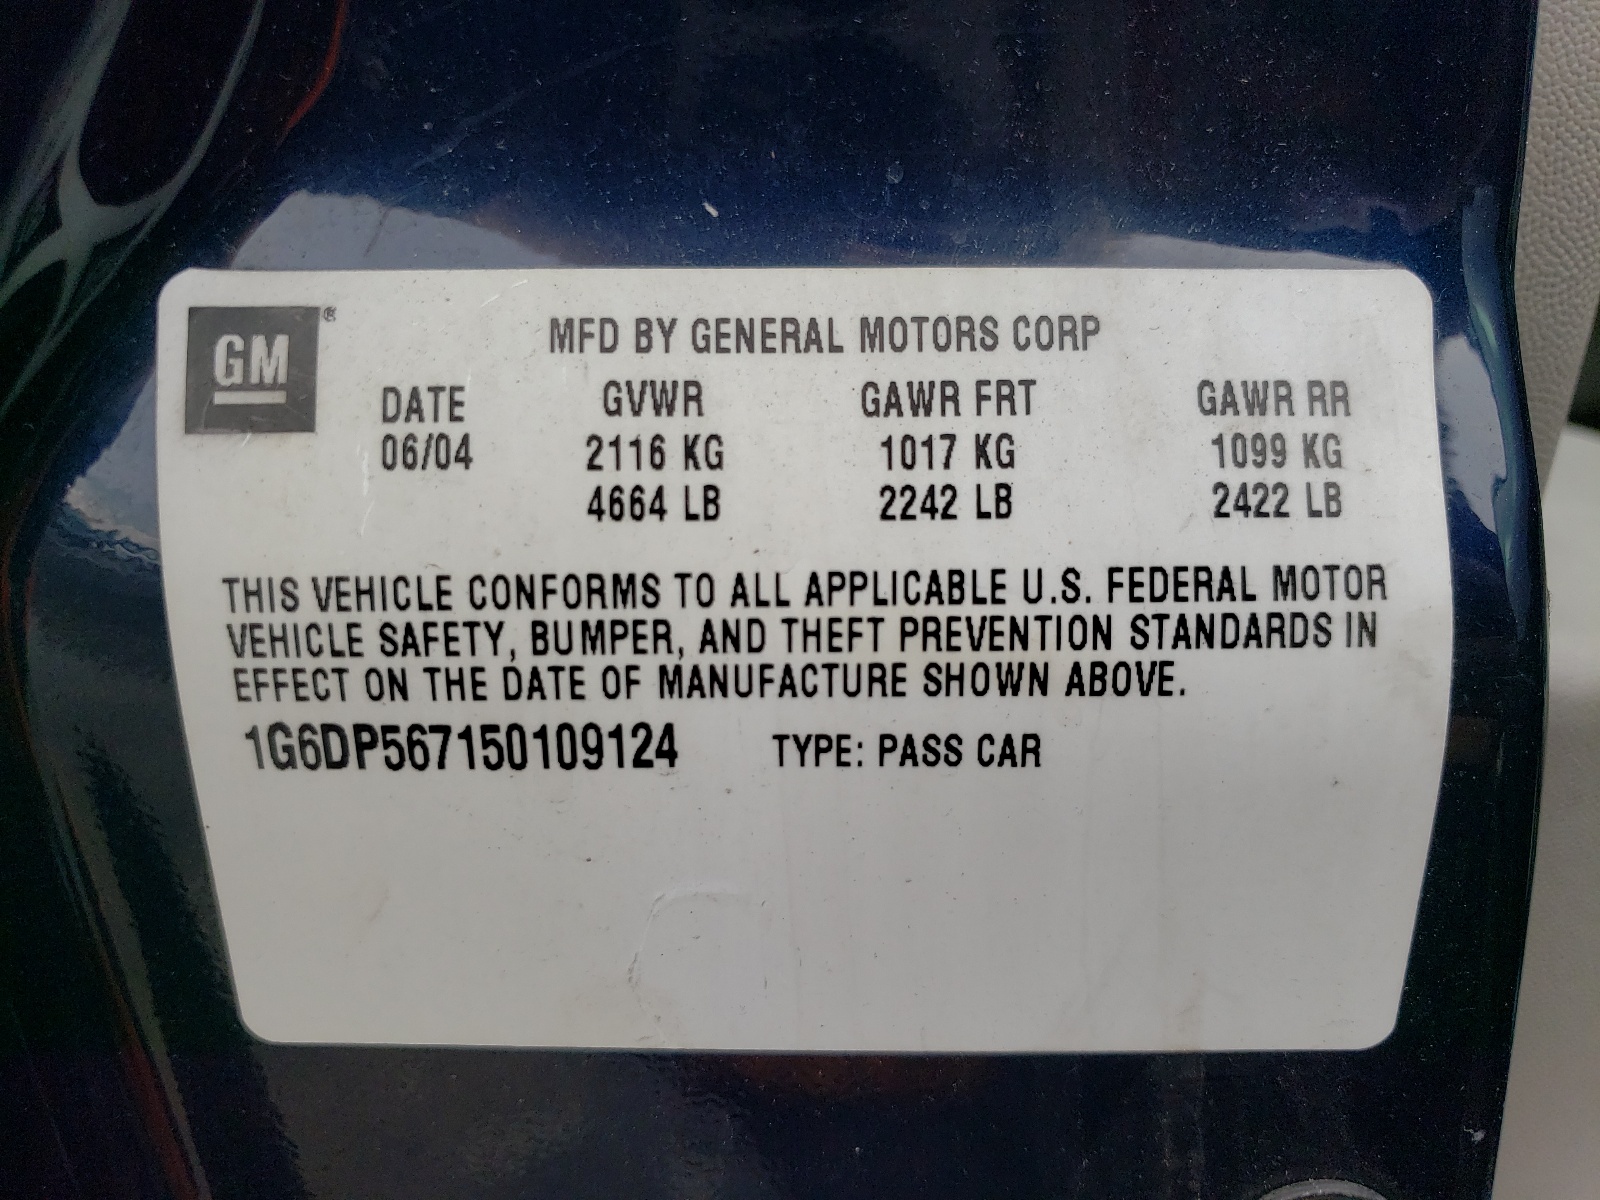 GM®
MFD BY GENERAL MOTORS CORP
DATE GVWR GAWR FRT GAWR RR
06/04 2116 KG 1017 KG 1099 KG
4664 LB 2242 LB 2422 LB
THIS VEHICLE CONFORMS TO ALL APPLICABLE U.S. FEDERAL MOTOR
VEHICLE SAFETY, BUMPER, AND THEFT PREVENTION STANDARDS IN
EFFECT ON THE DATE OF MANUFACTURE SHOWN ABOVE.
1G6DP567150109124 TYPE: PASS CAR